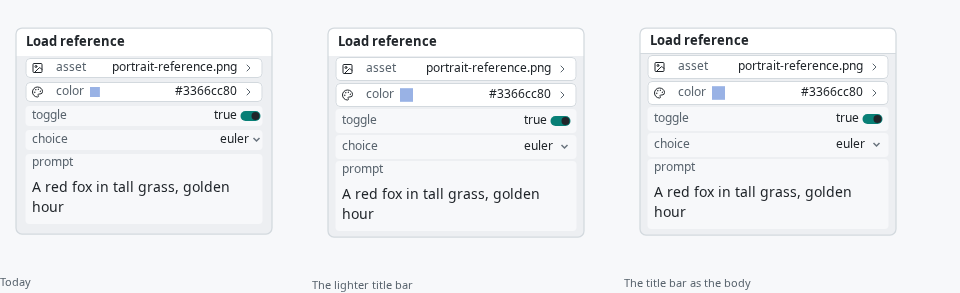 Load reference
asset portrait-reference.png
color #3366cc80
toggle true
choice euler
prompt
A red fox in tall grass, golden
hour
Today
Load reference
asset portrait-reference.png
color #3366cc80
toggle true
choice euler
prompt
A red fox in tall grass, golden
hour
The lighter title bar
Load reference
asset portrait-reference.png
color #3366cc80
toggle true
choice euler
prompt
A red fox in tall grass, golden
hour
The title bar as the body